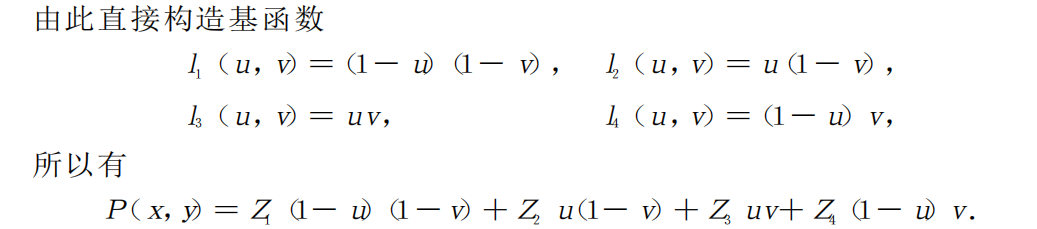 由此直接构造基函数
l₁(u, v) = (1 − u)(1 − v), l₂(u, v) = u(1 − v),
l₃(u, v) = uv, l₄(u, v) = (1 − u)v,
所以有
P(x, y) = Z₁(1 − u)(1 − v) + Z₂u(1 − v) + Z₃uv + Z₄(1 − u)v.